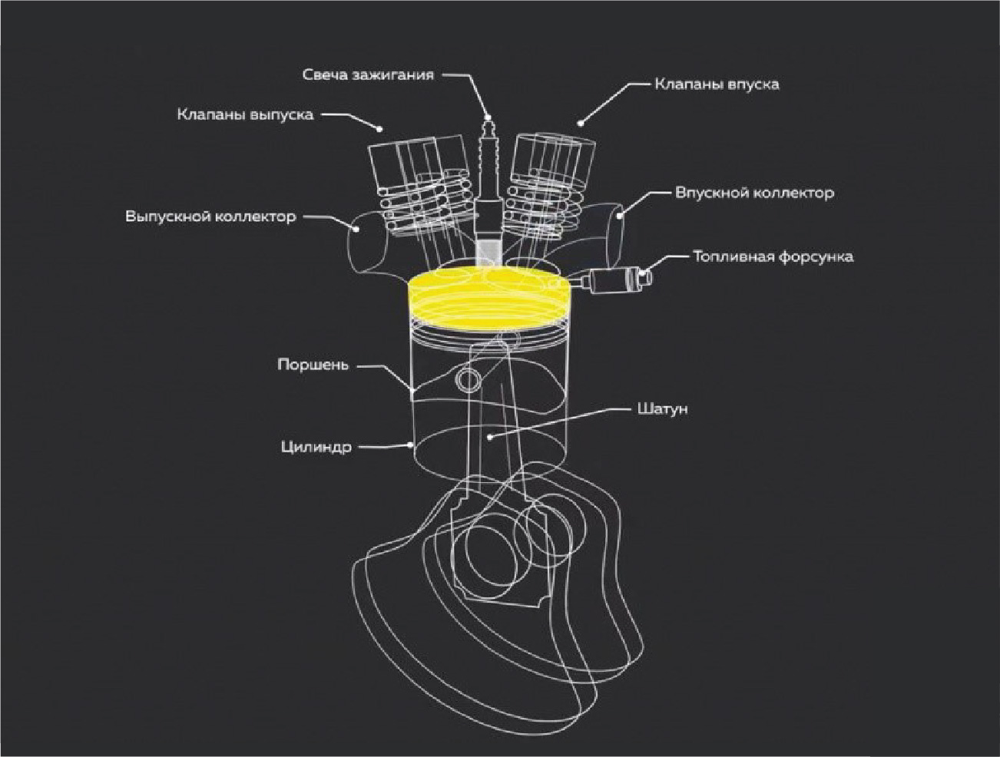 Свеча зажигания
Клапаны впуска
Клапаны выпуска
Впускной коллектор
Выпускной коллектор
Топливная форсунка
Поршень
Шатун
Цилиндр